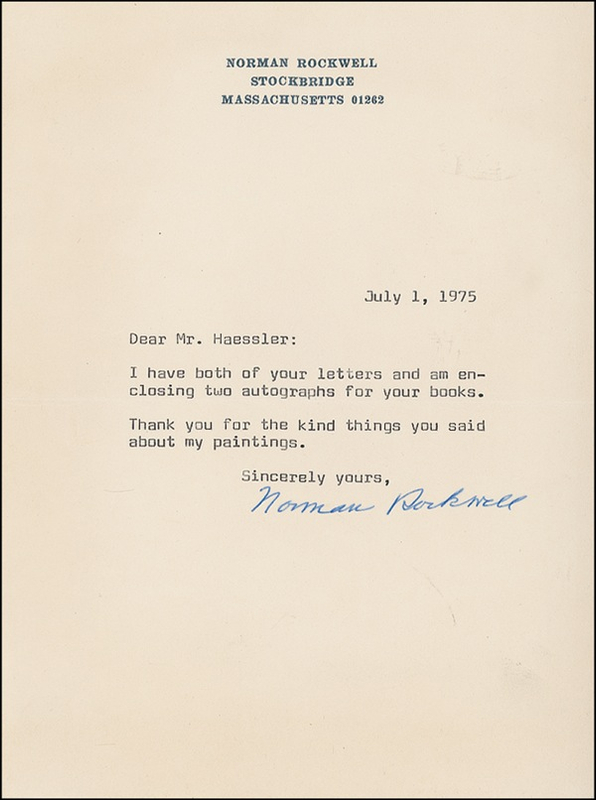 NORMAN ROCKWELL
STOCKBRIDGE
MASSACHUSETTS 01262
July 1, 1975
Dear Mr. Haessler:
I have both of your letters and am en-
closing two autographs for your books.
Thank you for the kind things you said
about my paintings.
Sincerely yours,
Norman Rockwell